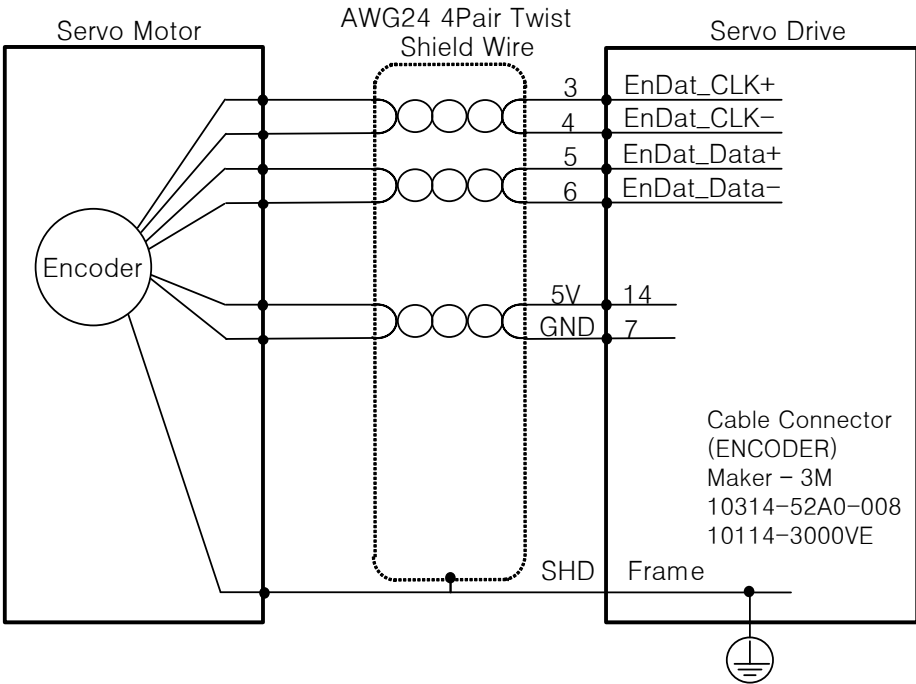 AWG24 4Pair Twist
Shield Wire
Servo Motor
Servo Drive
3 EnDat_CLK+
4 EnDat_CLK-
5 EnDat_Data+
6 EnDat_Data-
Encoder
5V 14
GND 7
Cable Connector
(ENCODER)
Maker - 3M
10314-52A0-008
10114-3000VE
SHD Frame